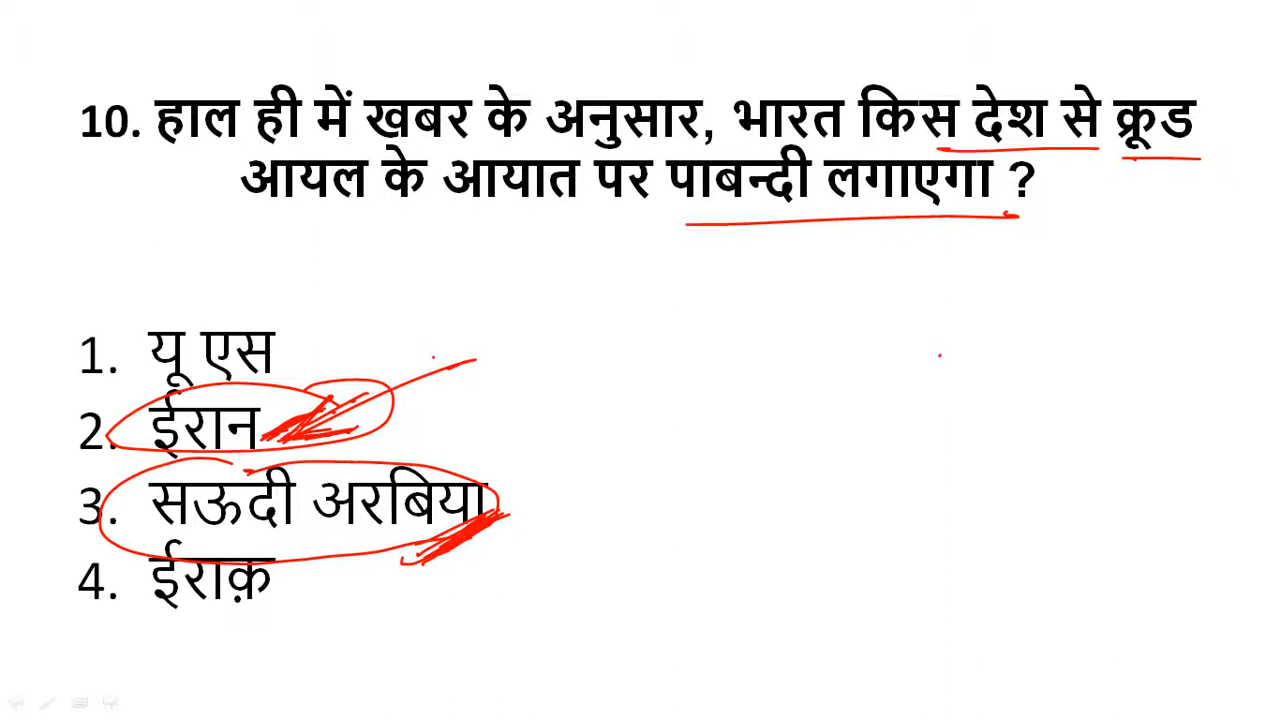 10. हाल ही में खबर के अनुसार, भारत किस देश से क्रूड
आयल के आयात पर पाबन्दी लगाएगा ?
1. यू एस
2. ईरान
3. सऊदी अरबिया
4. ईराक़